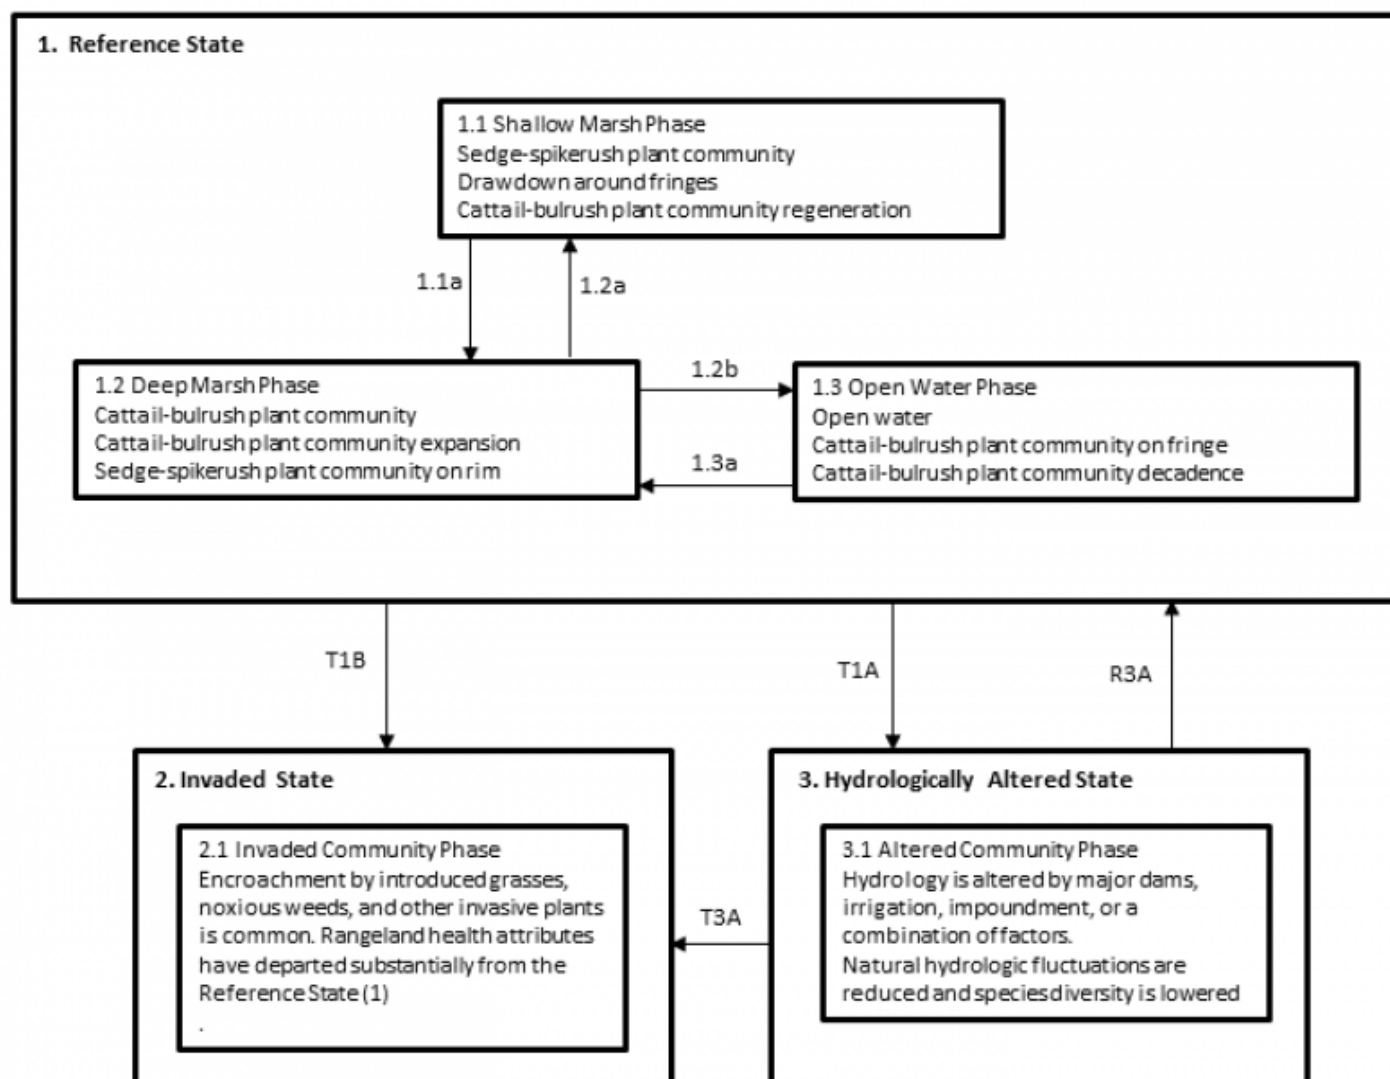 1. Reference State
1.1 Shallow Marsh Phase
Sedge-spikerush plant community
Drawdown around fringes
Cattail-bulrush plant community regeneration
1.1a
1.2a
1.2 Deep Marsh Phase
Cattail-bulrush plant community
Cattail-bulrush plant community expansion
Sedge-spikerush plant community on rim
1.2b
1.3a
1.3 Open Water Phase
Open water
Cattail-bulrush plant community on fringe
Cattail-bulrush plant community decadence
T1B
T1A
R3A
2. Invaded State
2.1 Invaded Community Phase
Encroachment by introduced grasses,
noxious weeds, and other invasive plants
is common. Rangeland health attributes
have departed substantially from the
Reference State (1)
.
T3A
3. Hydrologically Altered State
3.1 Altered Community Phase
Hydrology is altered by major dams,
irrigation, impoundment, or a
combination of factors.
Natural hydrologic fluctuations are
reduced and species diversity is lowered